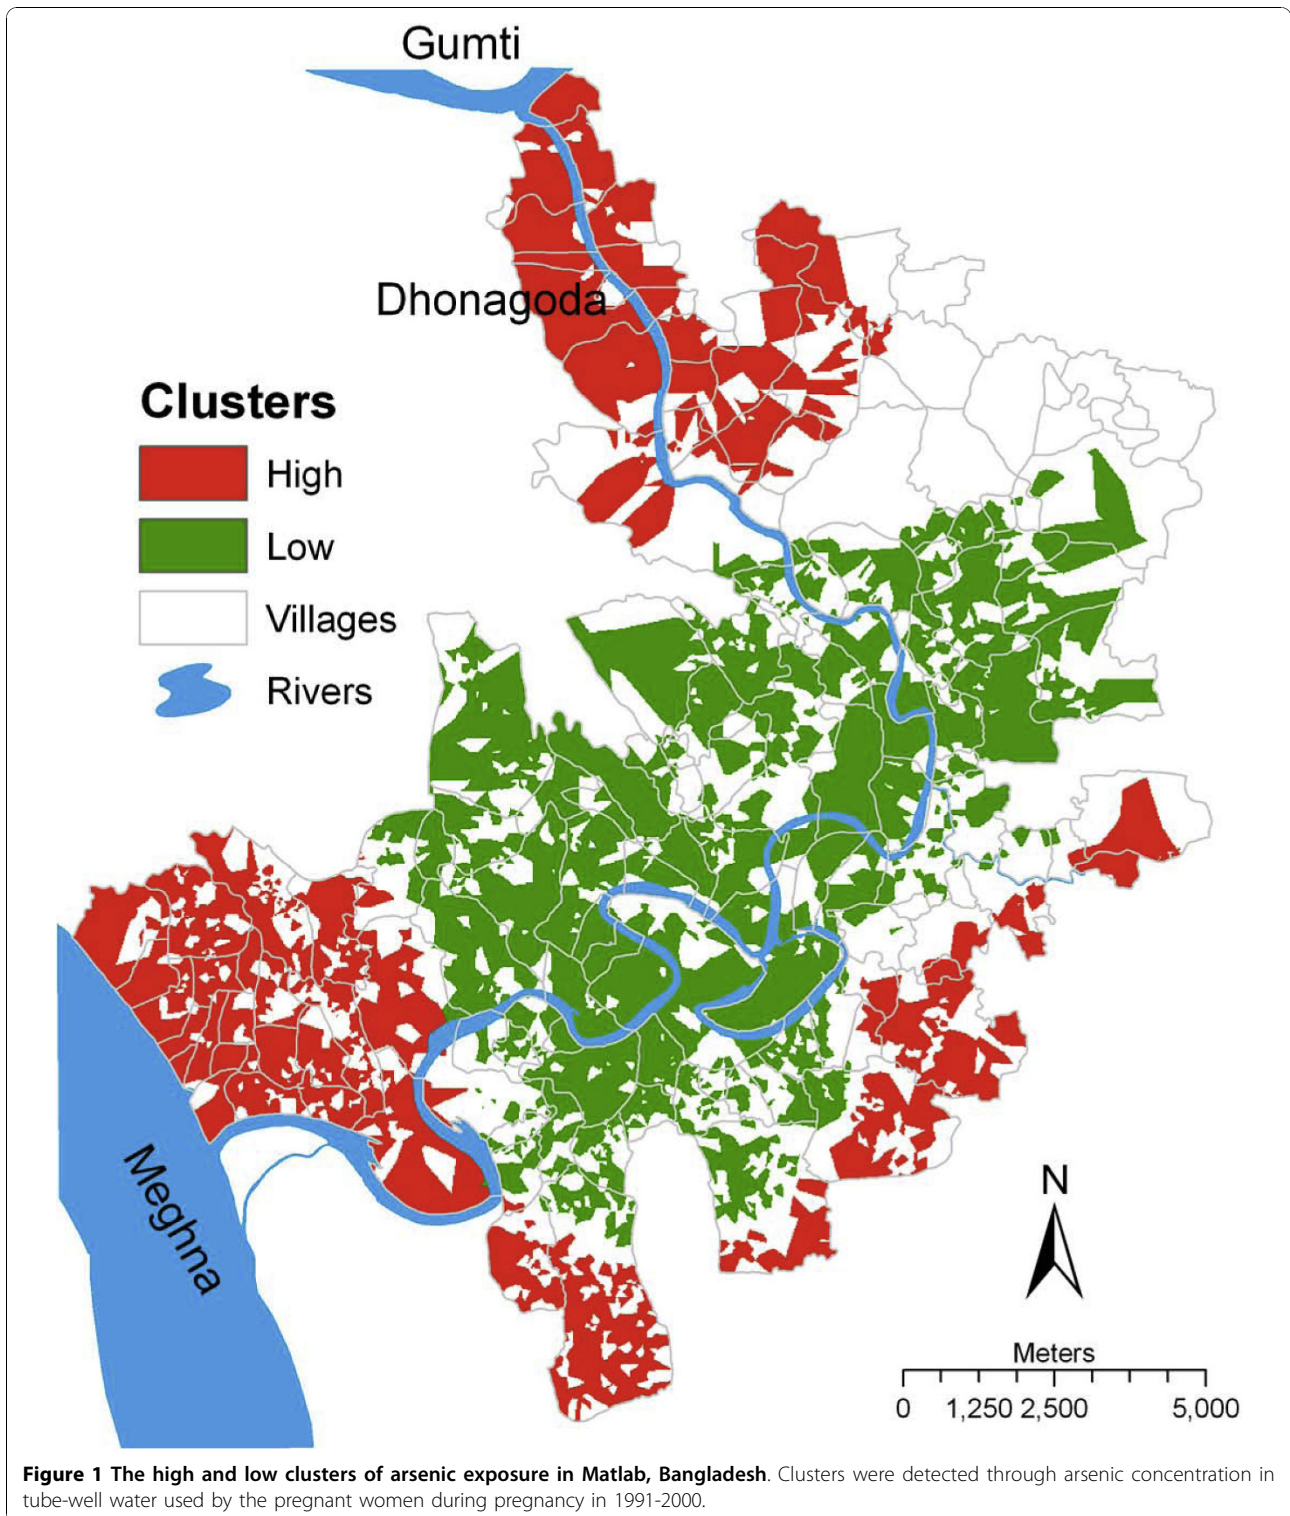 Gumti
Dhonagoda
Clusters
High
Low
Villages
Rivers
Meghna
N
Meters
0 1,250 2,500 5,000
Figure 1 The high and low clusters of arsenic exposure in Matlab, Bangladesh. Clusters were detected through arsenic concentration in
tube-well water used by the pregnant women during pregnancy in 1991-2000.